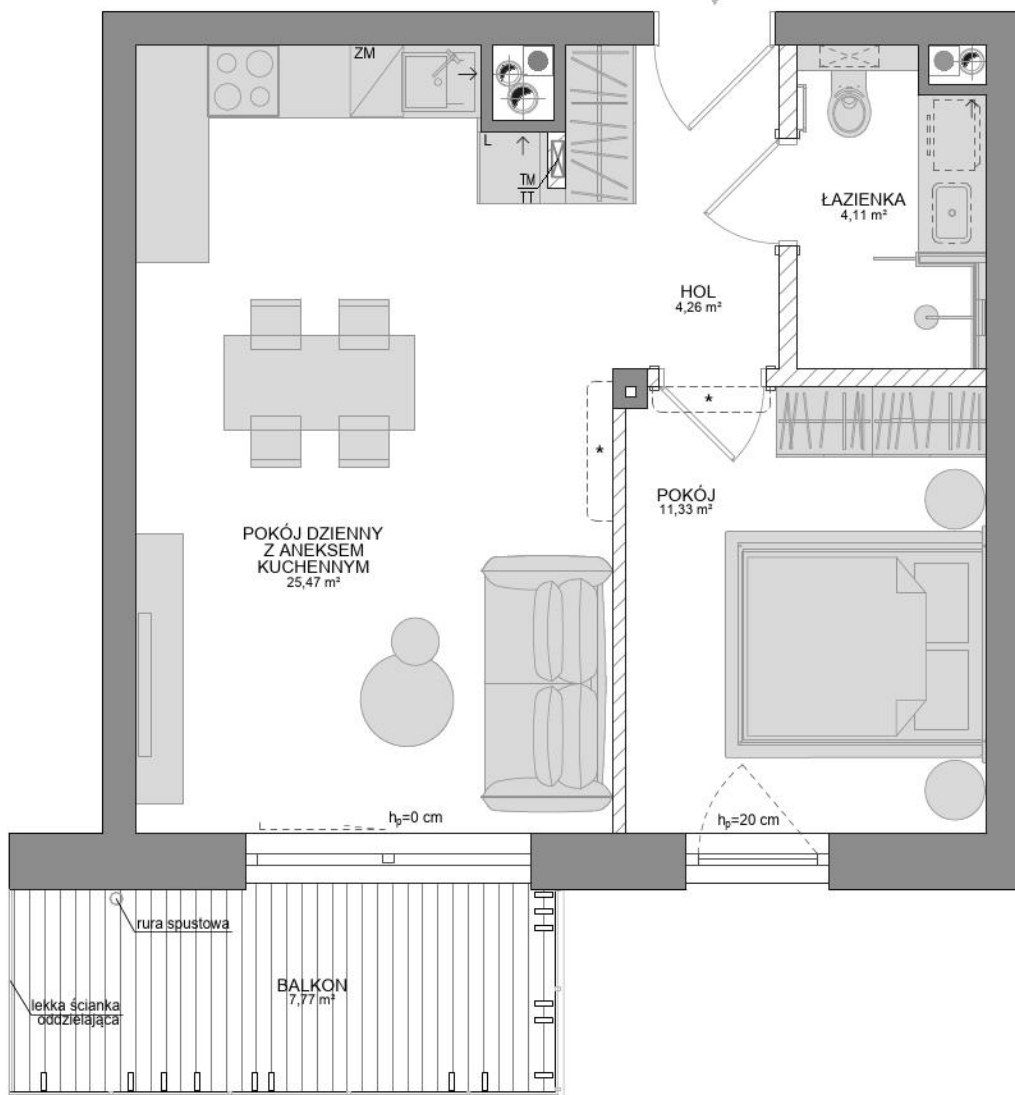 ZM
L
TM
TT
ŁAZIENKA
4,11 m²
HOL
4,26 m²
*
*
POKÓJ
11,33 m²
POKÓJ DZIENNY
Z ANEKSEM
KUCHENNYM
25,47 m²
hₚ=0 cm
hₚ=20 cm
rura spustowa
BALKON
7,77 m²
lekka ścianka
oddzielająca